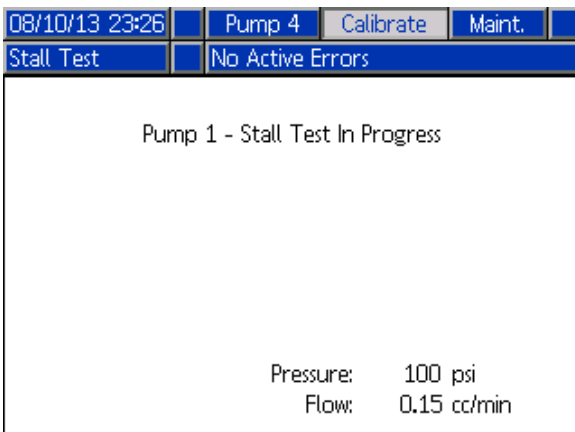 08/10/13 23:26 Pump 4 Calibrate Maint.
Stall Test No Active Errors
Pump 1 - Stall Test In Progress
Pressure: 100 psi
Flow: 0.15 cc/min